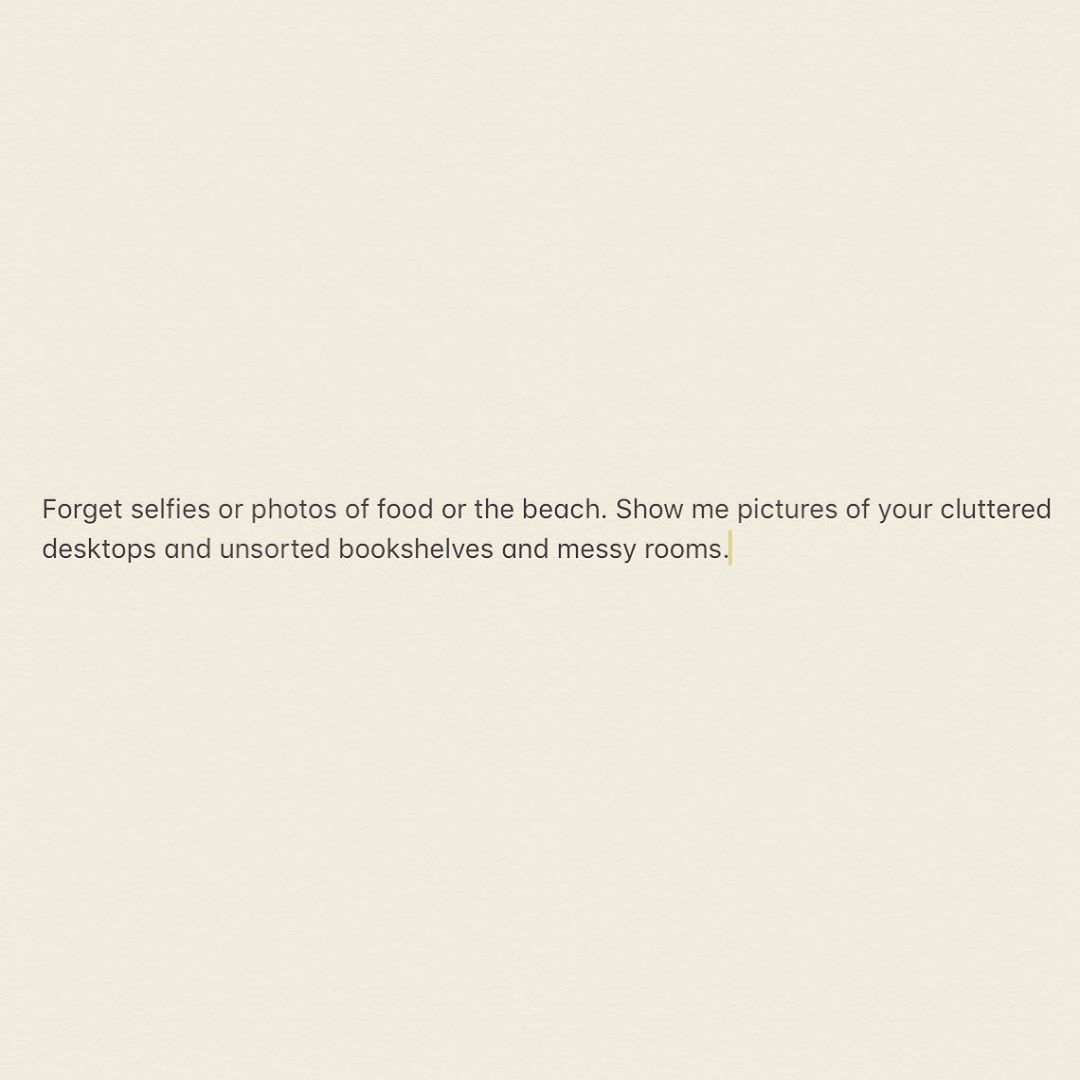 Forget selfies or photos of food or the beach. Show me pictures of your cluttered
desktops and unsorted bookshelves and messy rooms.